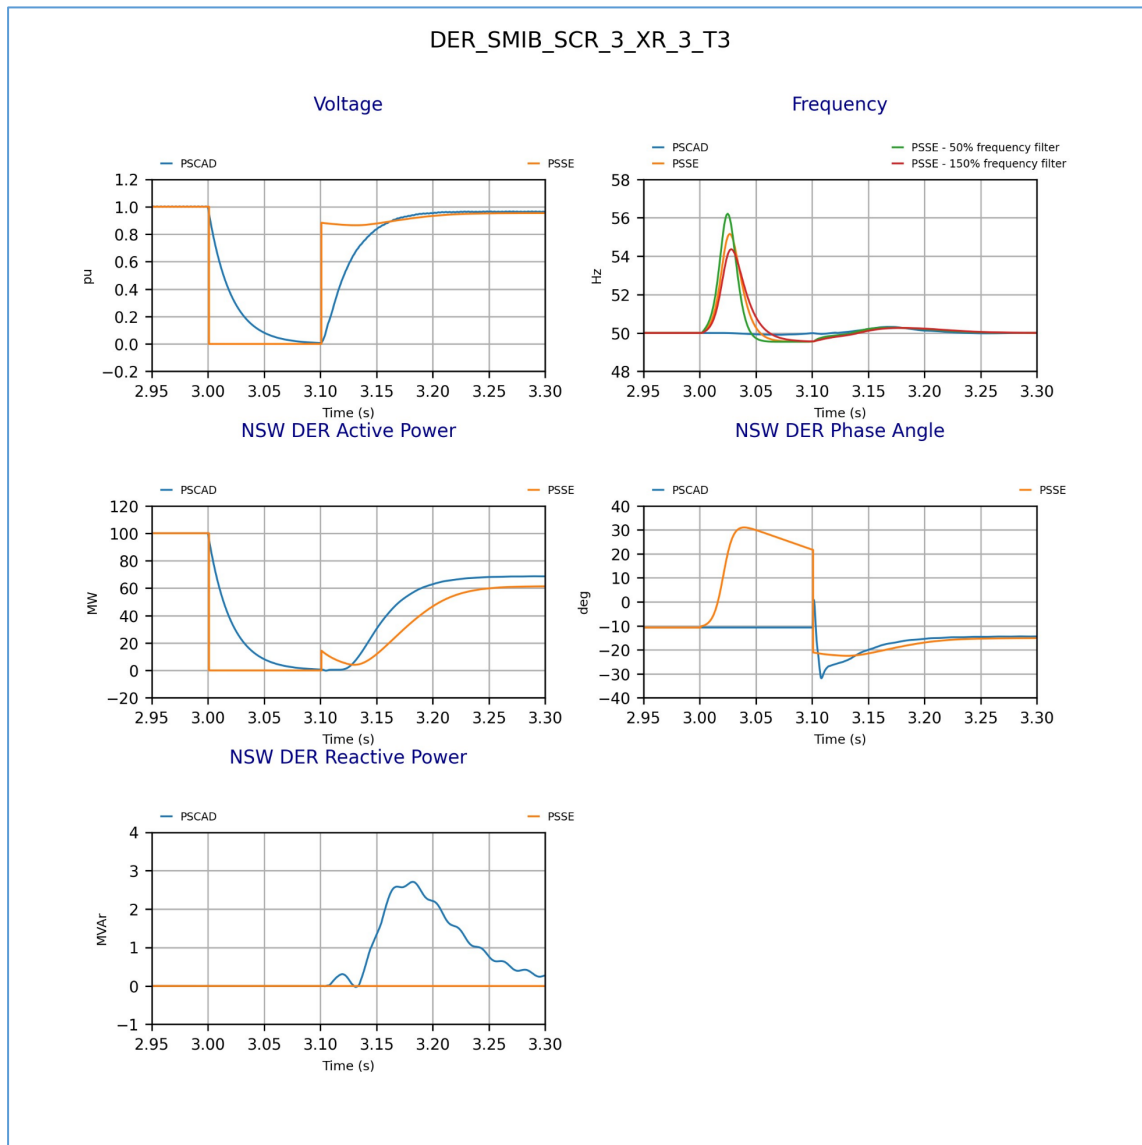 DER_SMIB_SCR_3_XR_3_T3
Voltage
PSCAD PSSE
1.2
1.0
0.8
0.6
0.4
0.2
0.0
−0.2
pu
2.95 3.00 3.05 3.10 3.15 3.20 3.25 3.30
Time (s)
Frequency
PSCAD PSSE - 50% frequency filter
PSSE PSSE - 150% frequency filter
58
56
54
52
50
48
Hz
2.95 3.00 3.05 3.10 3.15 3.20 3.25 3.30
Time (s)
NSW DER Active Power
PSCAD PSSE
120
100
80
60
40
20
0
−20
MW
2.95 3.00 3.05 3.10 3.15 3.20 3.25 3.30
Time (s)
NSW DER Phase Angle
PSCAD PSSE
40
30
20
10
0
−10
−20
−30
−40
deg
2.95 3.00 3.05 3.10 3.15 3.20 3.25 3.30
Time (s)
NSW DER Reactive Power
PSCAD PSSE
4
3
2
1
0
−1
MVAr
2.95 3.00 3.05 3.10 3.15 3.20 3.25 3.30
Time (s)